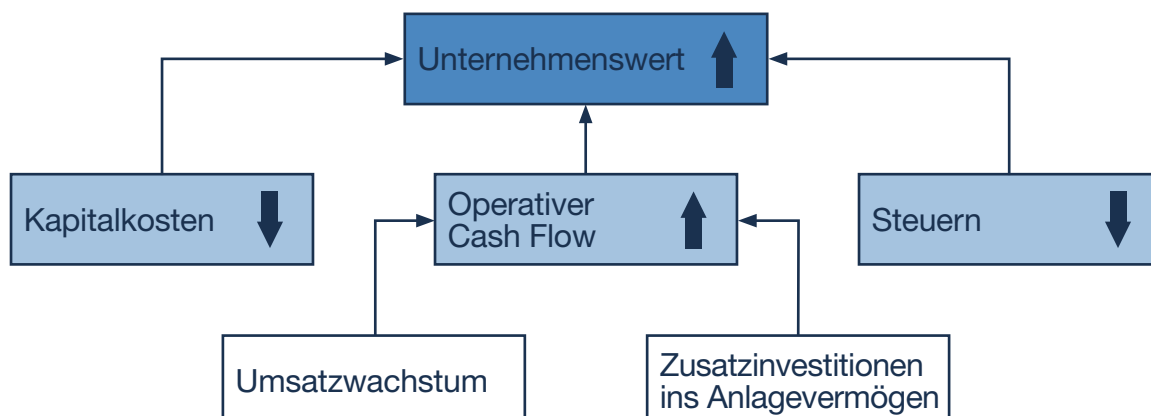 Unternehmenswert
Kapitalkosten
Operativer
Cash Flow
Steuern
Umsatzwachstum
Zusatzinvestitionen
ins Anlagevermögen